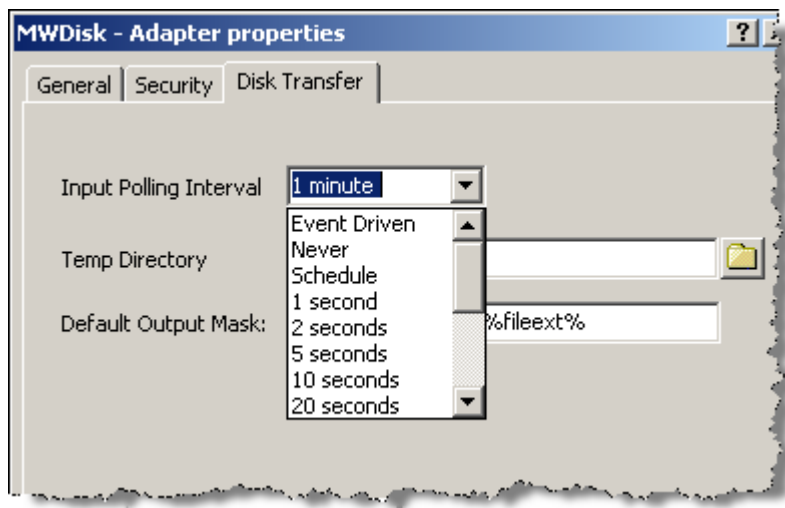 MWDisk - Adapter properties
?
General Security Disk Transfer
Input Polling Interval 1 minute
Event Driven
Never
Schedule
Temp Directory
1 second
2 seconds
Default Output Mask: %fileext%
5 seconds
10 seconds
20 seconds